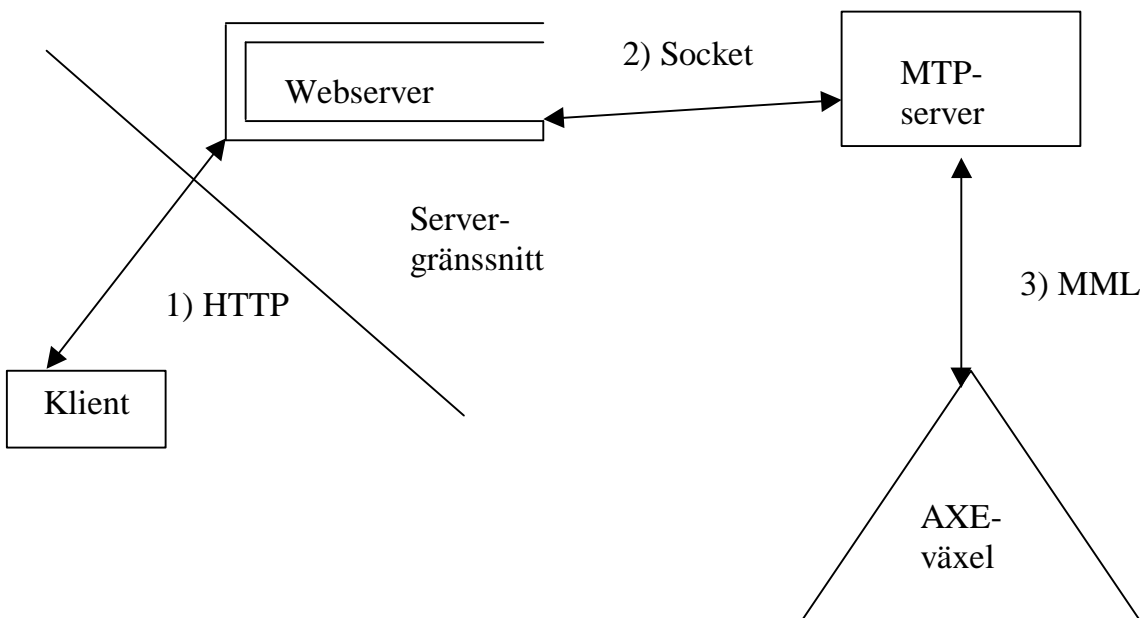 2) Socket
MTP-
server
Webserver
Server-
gränssnitt
1) HTTP
3) MML
Klient
AXE-
växel